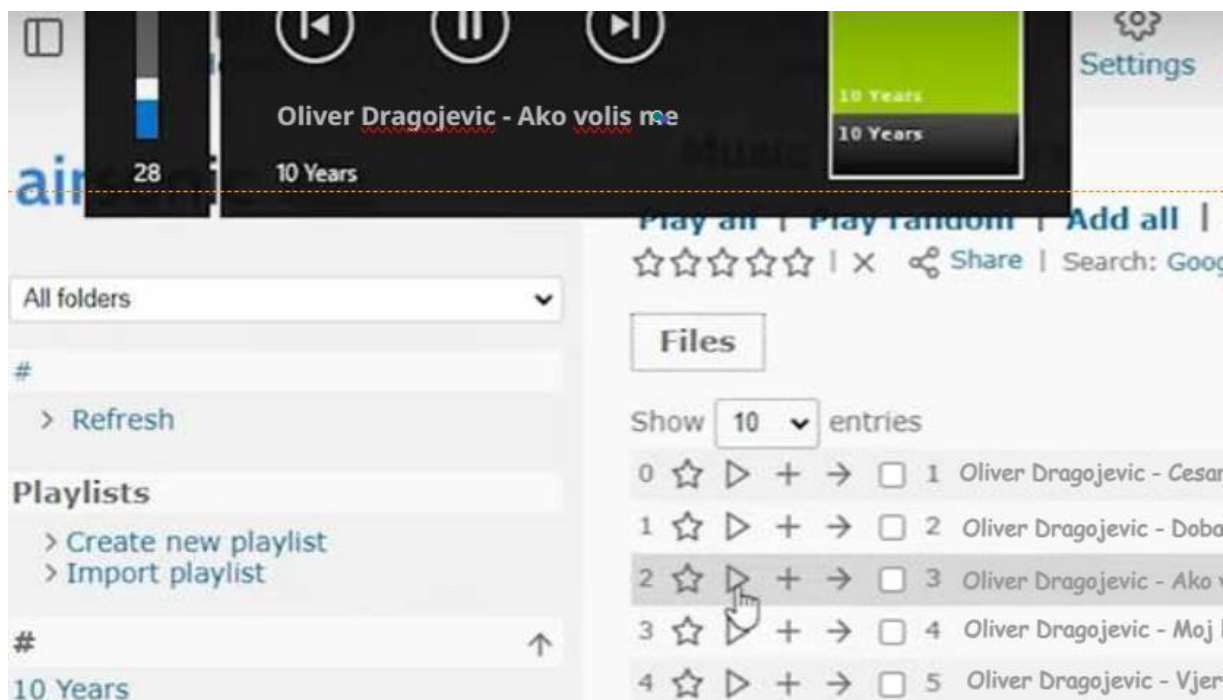 Settings
10 Years
Oliver Dragojevic - Ako volis me
10 Years
28
10 Years
airsonic
Play all | Play random | Add all |
| × Share | Search: Goog
All folders
Files
#
> Refresh
Show 10 entries
0 1 Oliver Dragojevic - Cesar
Playlists
1 2 Oliver Dragojevic - Doba
> Create new playlist
> Import playlist
2 3 Oliver Dragojevic - Ako v
3 4 Oliver Dragojevic - Moj
#
4 5 Oliver Dragojevic - Vjer
10 Years